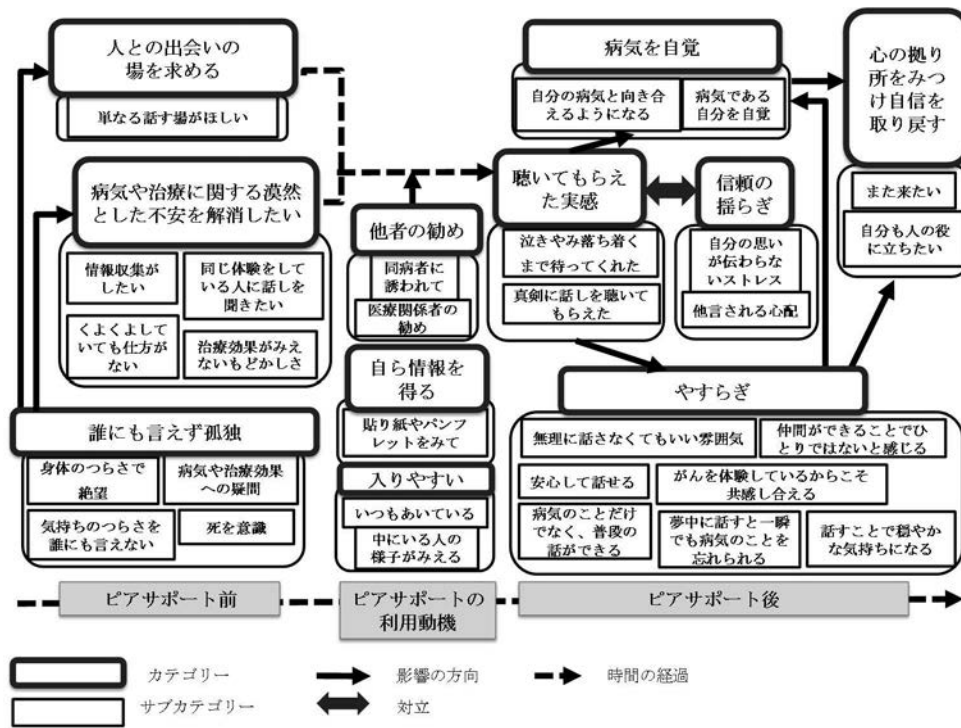 人との出会いの
場を求める
単なる話す場がほしい
病気や治療に関する漠然
とした不安を解消したい
情報収集が
したい
同じ体験をして
いる人に話しを
聞きたい
くよくよして
いても仕方が
ない
治療効果がみえ
ないもどかしさ
誰にも言えず孤独
身体のつらさで
絶望
病気や治療効果
への疑問
気持ちのつらさを
誰にも言えない
死を意識
他者の勧め
同病者に
誘われて
医療関係者の
勧め
自ら情報を
得る
貼り紙やパンフ
レットをみて
入りやすい
いつもあいている
中にいる人の
様子がみえる
病気を自覚
自分の病気と向き合
えるようになる
病気である
自分を自覚
聴いてもらえ
た実感
泣きやみ落ち着く
まで待ってくれた
真剣に話しを聴いて
もらえた
信頼の
揺らぎ
自分の思い
が伝わらな
いストレス
他言される心配
心の拠り
所をみつ
け自信を
取り戻す
また来たい
自分も人の役
に立ちたい
やすらぎ
無理に話さなくてもいい雰囲気
仲間ができることでひ
とりではないと感じる
安心して話せる
がんを体験しているからこそ
共感し合える
病気のことだけ
でなく、普段の
話ができる
夢中に話すと一瞬
でも病気のことを
忘れられる
話すことで穏やか
な気持ちになる
ピアサポート前
ピアサポートの
利用動機
ピアサポート後
カテゴリー
影響の方向
時間の経過
サブカテゴリー
対立